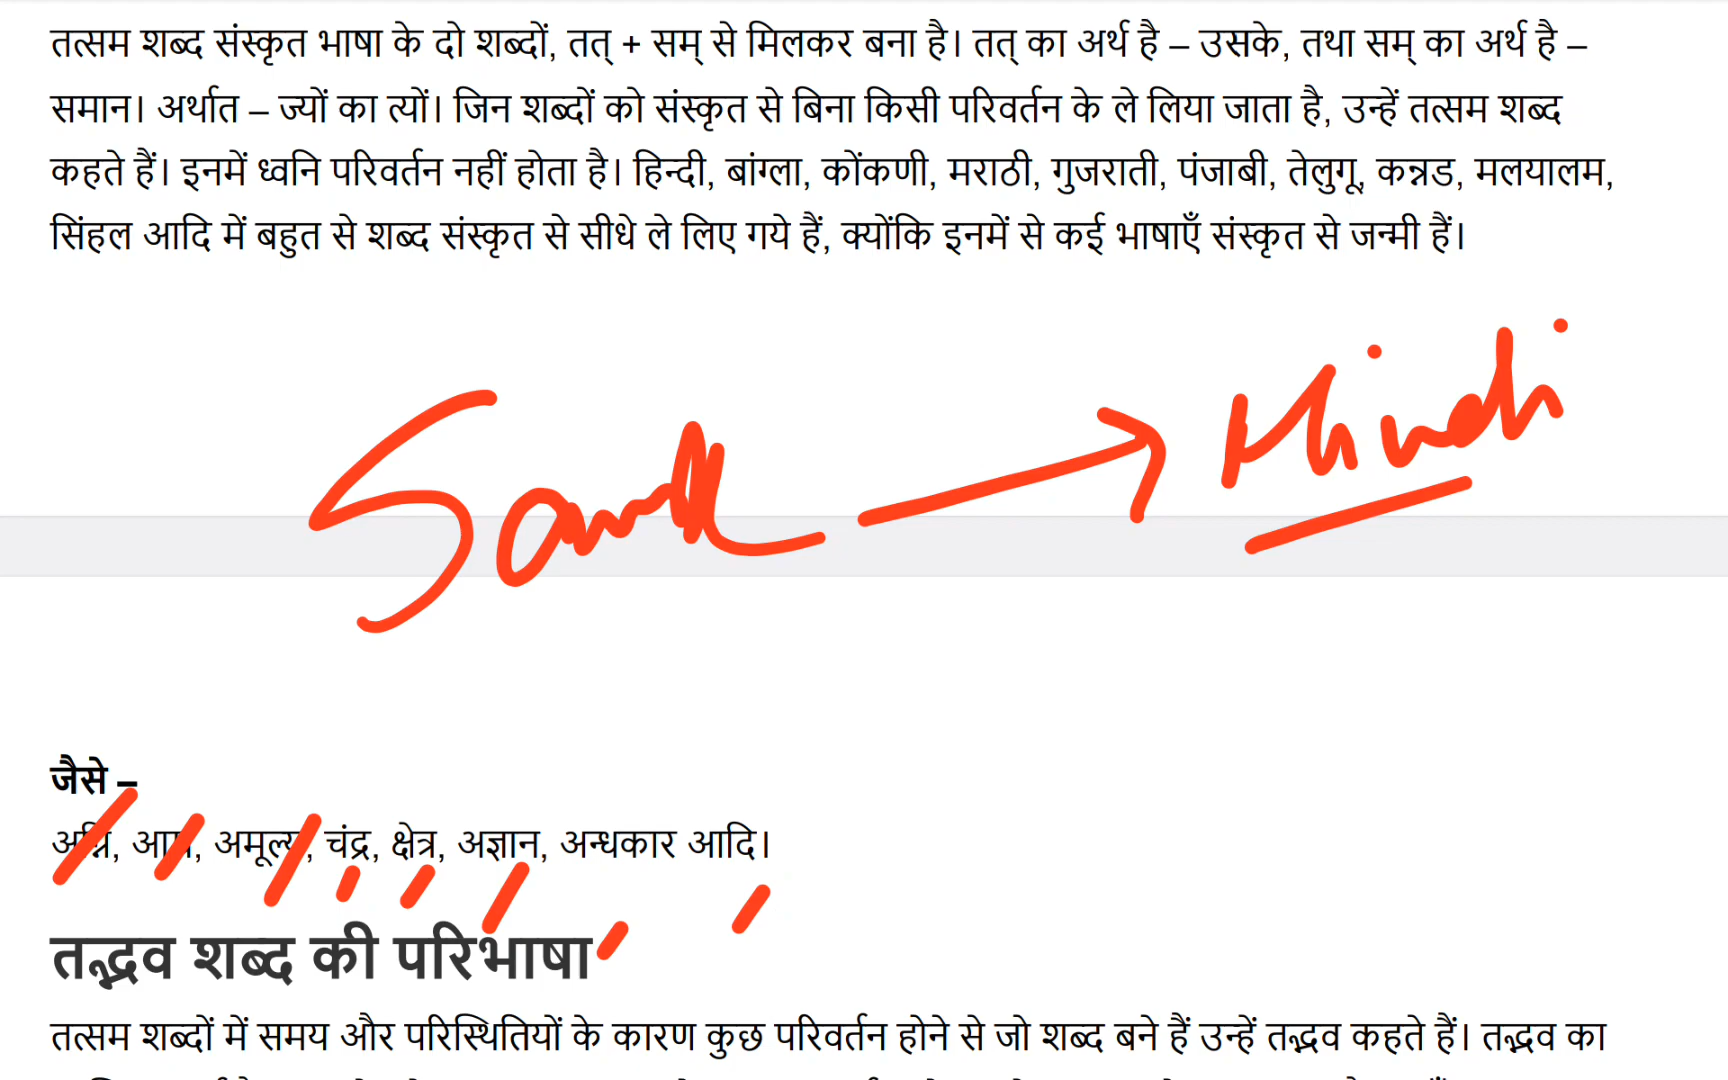 तत्सम शब्द संस्कृत भाषा के दो शब्दों, तत् + सम् से मिलकर बना है। तत् का अर्थ है – उसके, तथा सम् का अर्थ है –
समान। अर्थात – ज्यों का त्यों। जिन शब्दों को संस्कृत से बिना किसी परिवर्तन के ले लिया जाता है, उन्हें तत्सम शब्द
कहते हैं। इनमें ध्वनि परिवर्तन नहीं होता है। हिन्दी, बांग्ला, कोंकणी, मराठी, गुजराती, पंजाबी, तेलुगू, कन्नड, मलयालम,
सिंहल आदि में बहुत से शब्द संस्कृत से सीधे ले लिए गये हैं, क्योंकि इनमें से कई भाषाएँ संस्कृत से जन्मी हैं।
Hindi
जैसे –
अग्नि, आम्र, अमूल्य, चंद्र, क्षेत्र, अज्ञान, अन्धकार आदि।
तद्भव शब्द की परिभाषा
तत्सम शब्दों में समय और परिस्थितियों के कारण कुछ परिवर्तन होने से जो शब्द बने हैं उन्हें तद्भव कहते हैं। तद्भव का